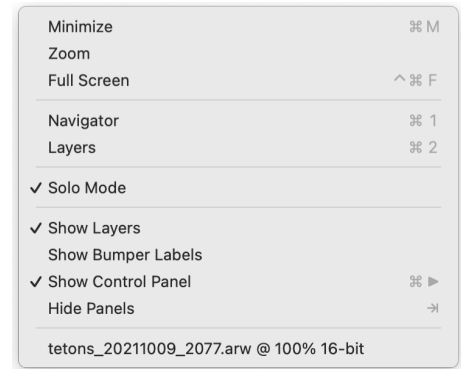 Minimize ⌘ M
Zoom
Full Screen ^ ⌘ F
Navigator ⌘ 1
Layers ⌘ 2
✓ Solo Mode
✓ Show Layers
Show Bumper Labels
✓ Show Control Panel ⌘ ▶
Hide Panels ⇥
tetons_20211009_2077.arw @ 100% 16-bit